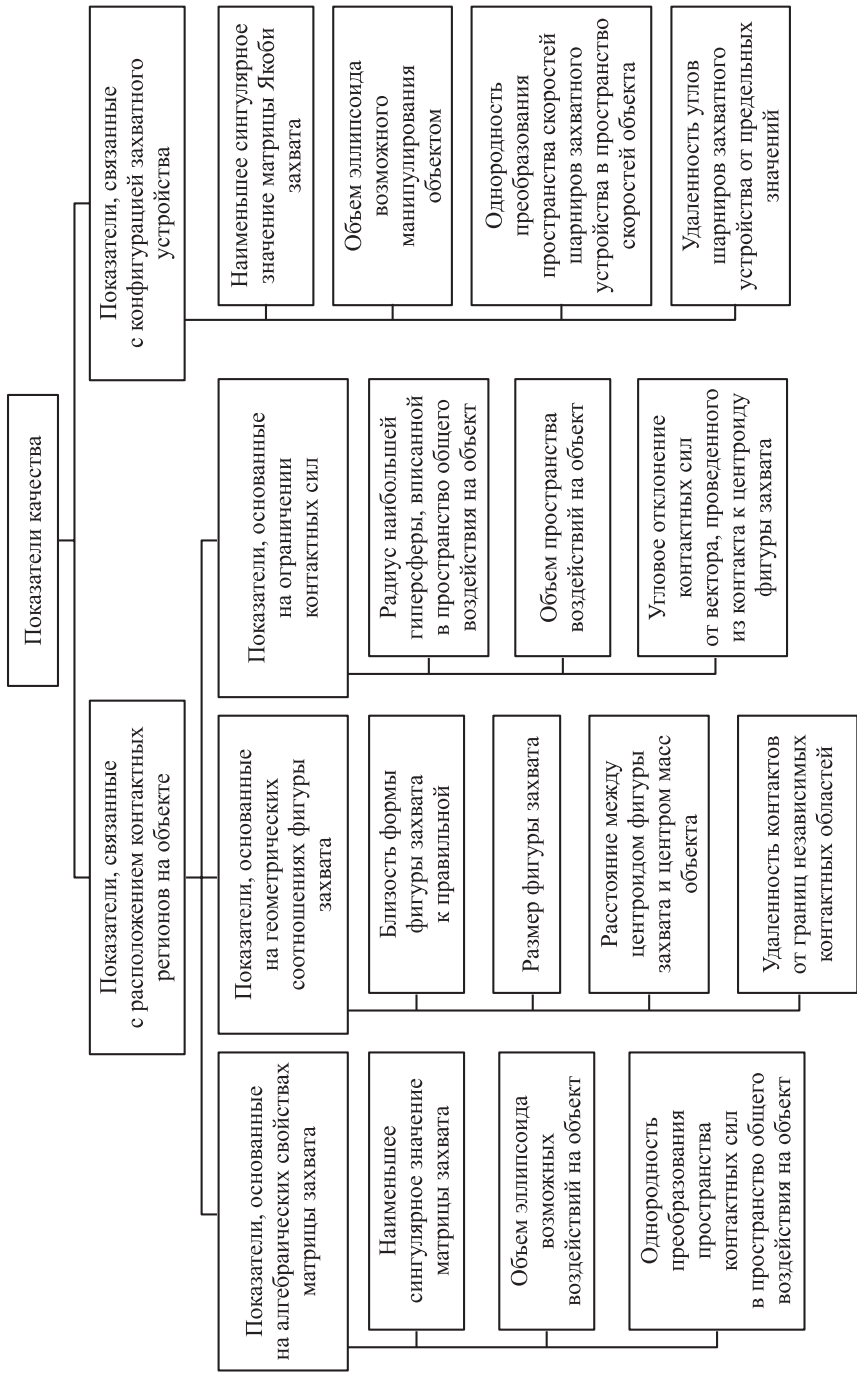 Показатели качества
Показатели, связанные
с расположением контактных
регионов на объекте
Показатели, связанные
с конфигурацией захватного
устройства
Показатели, основанные
на алгебраических свойствах
матрицы захвата
Наименьшее
сингулярное значение
матрицы захвата
Объем эллипсоида
возможных
воздействий на объект
Однородность
преобразования
пространства
контактных сил
в пространство общего
воздействия на объект
Показатели, основанные
на геометрических
соотношениях фигуры
захвата
Близость формы
фигуры захвата
к правильной
Размер фигуры захвата
Расстояние между
центроидом фигуры
захвата и центром масс
объекта
Удаленность контактов
от границ независимых
контактных областей
Показатели, основанные
на ограничении
контактных сил
Радиус наибольшей
гиперсферы, вписанной
в пространство общего
воздействия на объект
Объем пространства
воздействий на объект
Угловое отклонение
контактных сил
от вектора, проведенного
из контакта к центроиду
фигуры захвата
Наименьшее сингулярное
значение матрицы Якоби
захвата
Объем эллипсоида
возможного
манипулирования
объектом
Однородность
преобразования
пространства скоростей
шарниров захватного
устройства в пространство
скоростей объекта
Удаленность углов
шарниров захватного
устройства от предельных
значений